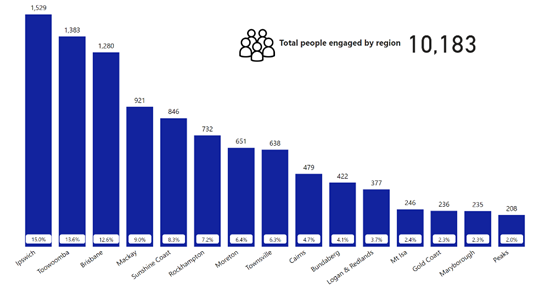 1,529
1,383
1,280
921
846
732
651
638
479
422
377
246
236
235
208
Total people engaged by region 10,183
15.0%
13.6%
12.6%
9.0%
8.3%
7.2%
6.4%
6.3%
4.7%
4.1%
3.7%
2.4%
2.3%
2.3%
2.0%
Ipswich
Toowoomba
Brisbane
Mackay
Sunshine Coast
Rockhampton
Moreton
Townsville
Cairns
Bundaberg
Logan & Redlands
Mt Isa
Gold Coast
Maryborough
Peaks